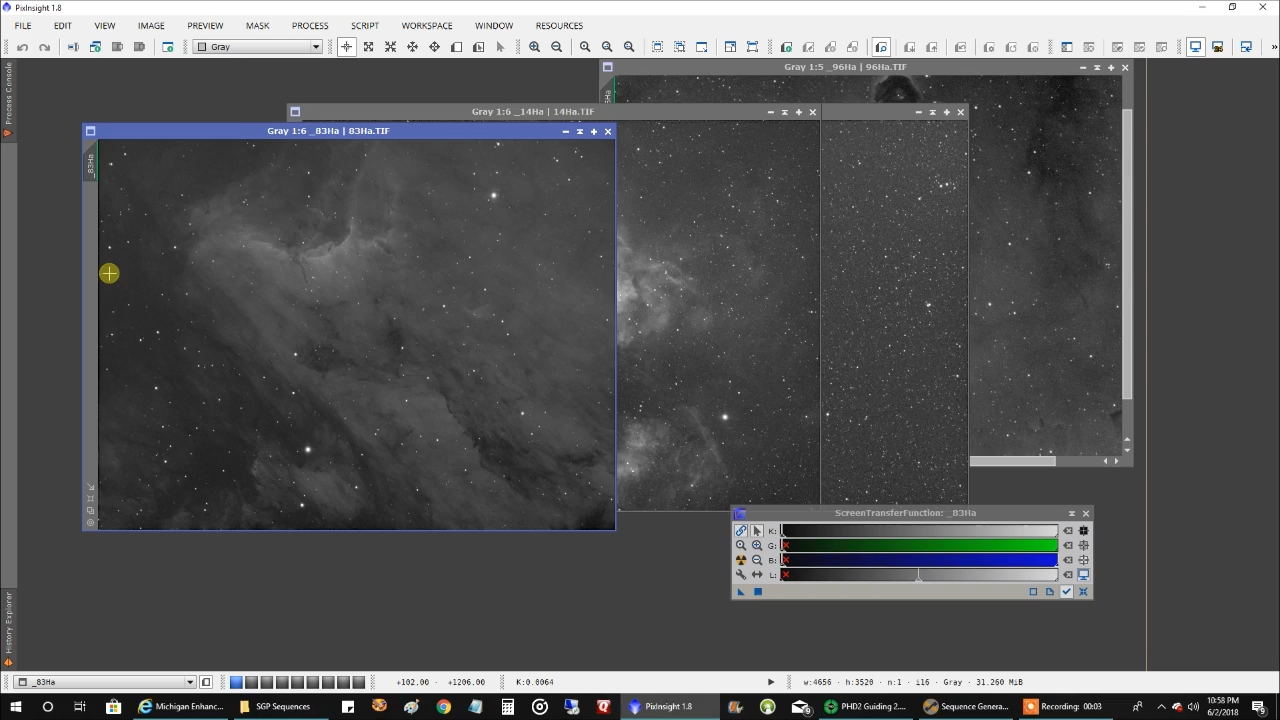 PixInsight 1.8
FILE EDIT VIEW IMAGE PREVIEW MASK PROCESS SCRIPT WORKSPACE WINDOW RESOURCES
Gray
Process Console
Gray 1:5 _96Ha | 96Ha.TIF
Gray 1:6 _14Ha | 14Ha.TIF
Gray 1:6 _83Ha | 83Ha.TIF
_83Ha
ScreenTransferFunction: _83Ha
K:
G:
B:
L:
History Explorer
_83Ha +102.00 · +1206.00 K:0.0064 w:4656 · h:3520 · n:1 · i16 · Gray · 31.260 MiB
Michigan Enhanc... SGP Sequences PixInsight 1.8 PHD2 Guiding 2.... Sequence Genera... Recording: 00:03 10:58 PM
6/2/2018